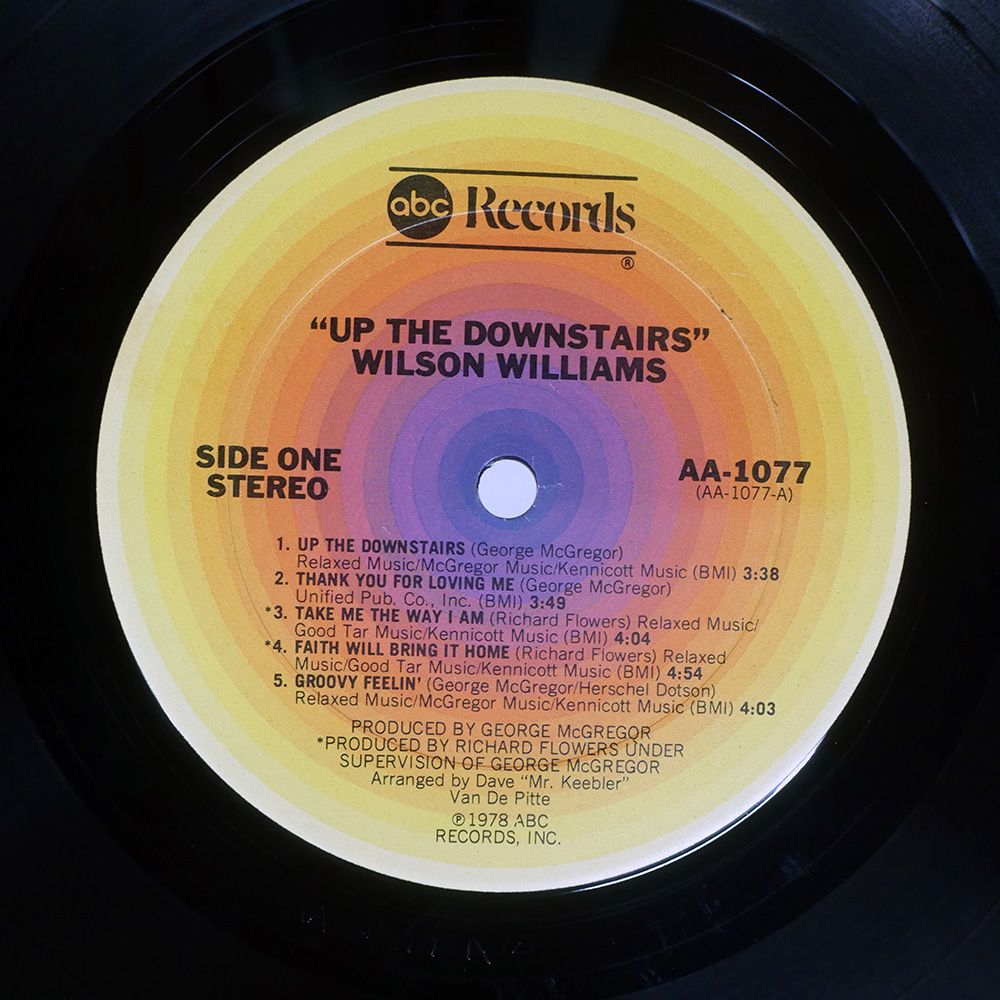 abc Records
®
“UP THE DOWNSTAIRS”
WILSON WILLIAMS
SIDE ONE
STEREO
AA-1077
(AA-1077-A)
1. UP THE DOWNSTAIRS (George McGregor)
Relaxed Music/McGregor Music/Kennicott Music (BMI) 3:38
2. THANK YOU FOR LOVING ME (George McGregor)
Unified Pub. Co., Inc. (BMI) 3:49
*3. TAKE ME THE WAY I AM (Richard Flowers) Relaxed Music/
Good Tar Music/Kennicott Music (BMI) 4:04
*4. FAITH WILL BRING IT HOME (Richard Flowers) Relaxed
Music/Good Tar Music/Kennicott Music (BMI) 4:54
5. GROOVY FEELIN’ (George McGregor/Herschel Dotson)
Relaxed Music/McGregor Music/Kennicott Music (BMI) 4:03
PRODUCED BY GEORGE McGREGOR
*PRODUCED BY RICHARD FLOWERS UNDER
SUPERVISION OF GEORGE McGREGOR
Arranged by Dave “Mr. Keebler”
Van De Pitte
℗ 1978 ABC
RECORDS, INC.